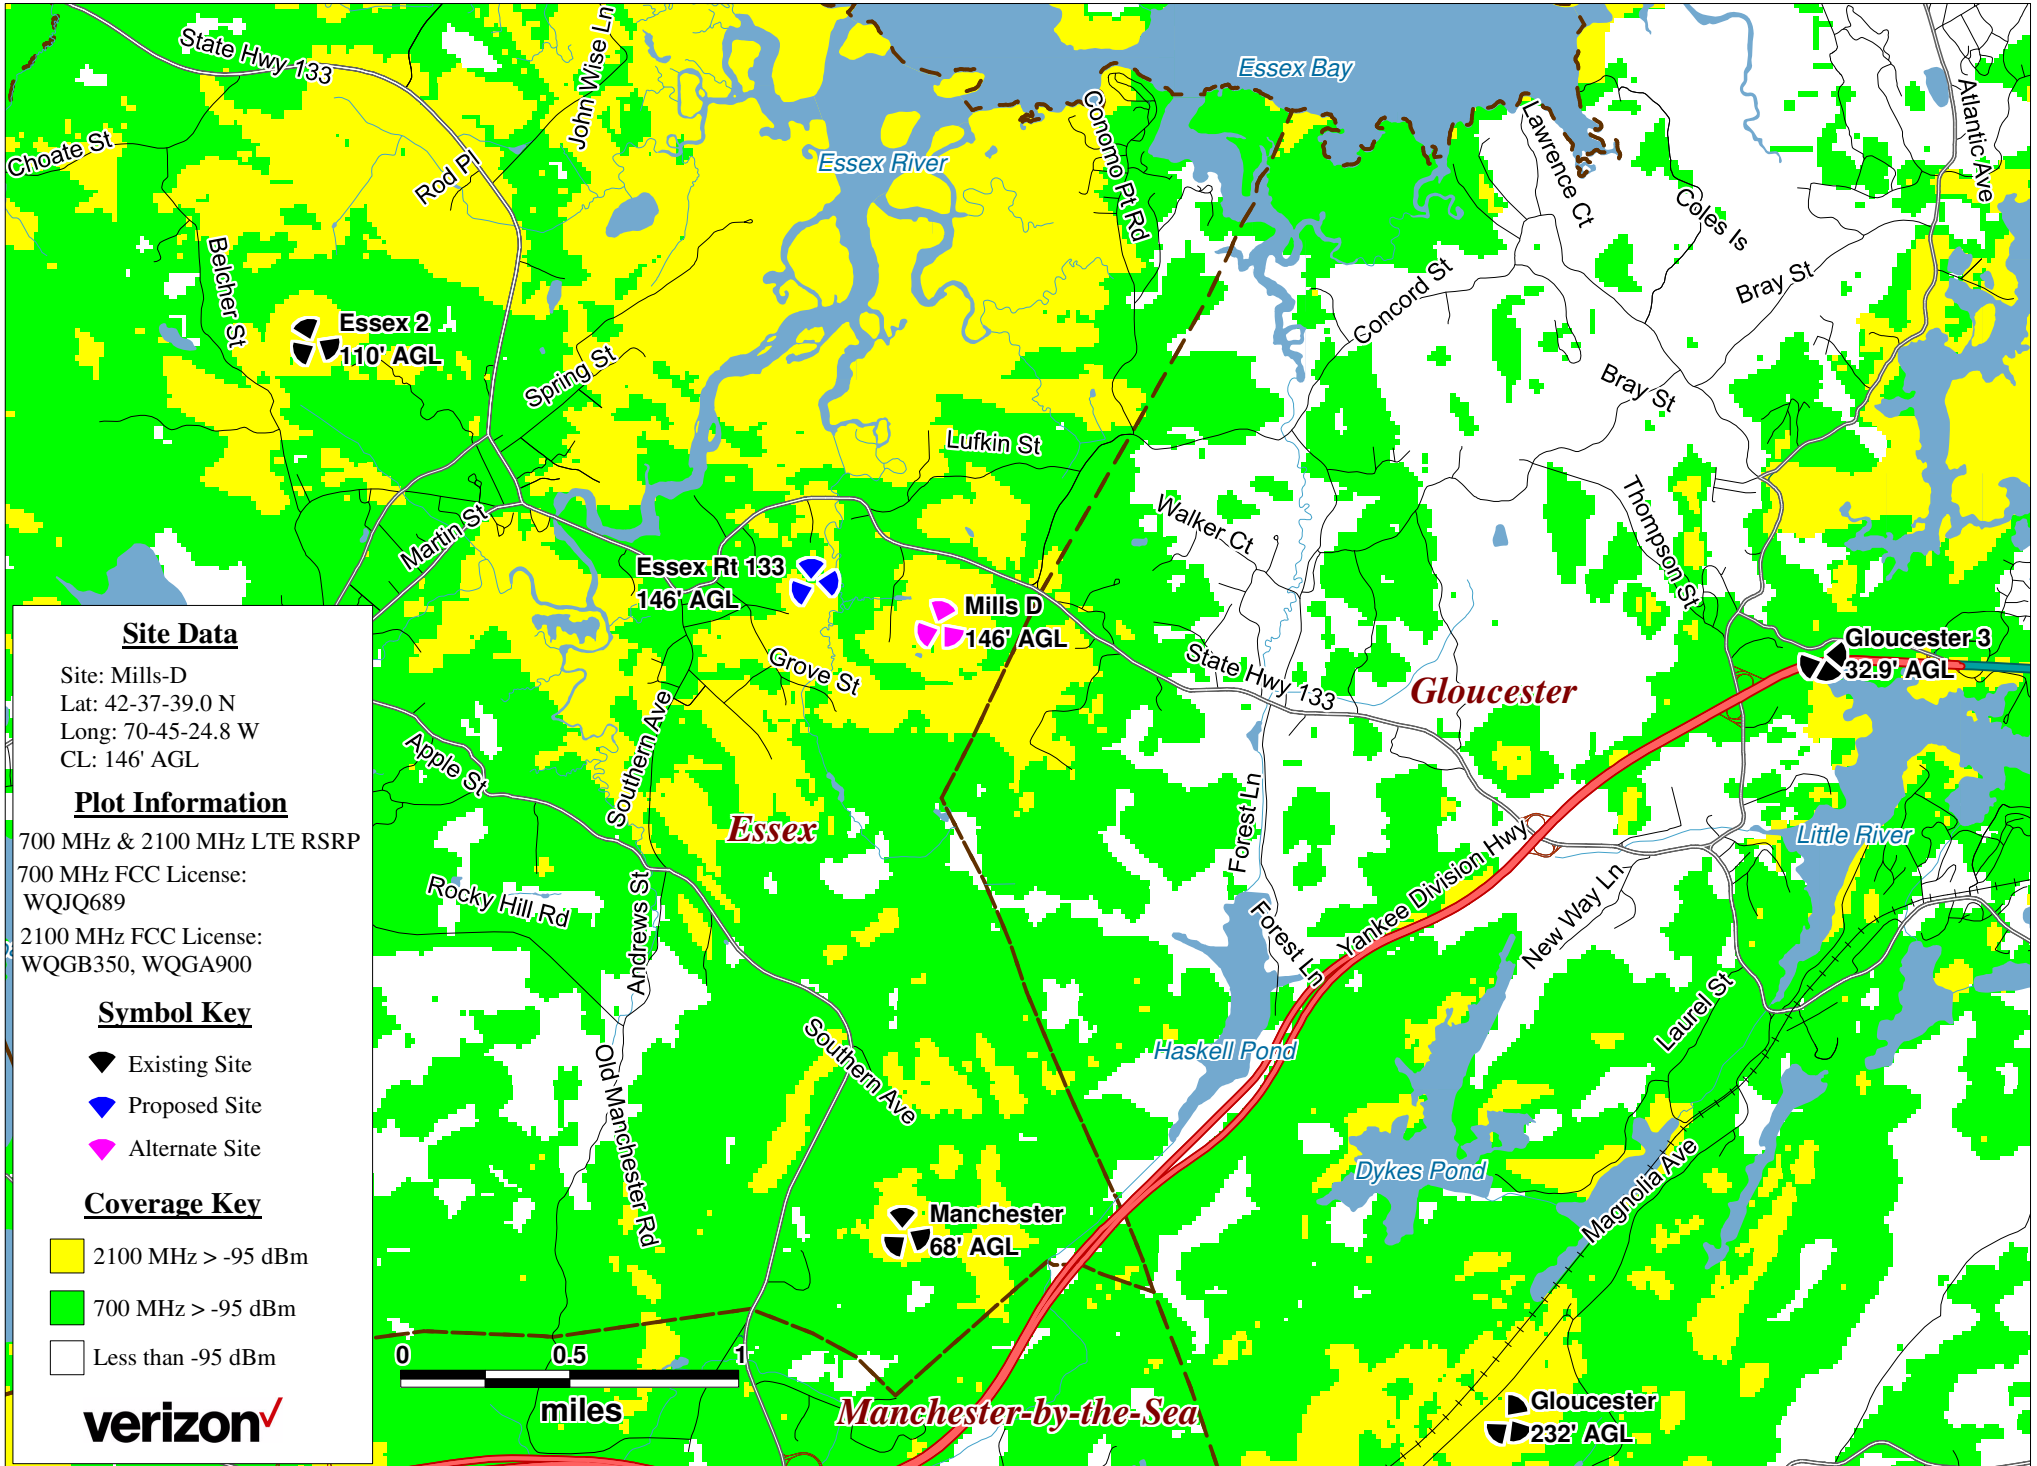 State Hwy 133
John Wise Ln
Choate St
Rod Pl
Belcher St
Essex Bay
Essex River
Conomo Pt Rd
Lawrence Ct
Coles Is
Atlantic Ave
Bray St
Concord St
Essex 2
110' AGL
Spring St
Bray St
Lufkin St
Martin St
Walker Ct
Thompson St
Essex Rt 133
146' AGL
Mills D
146' AGL
Grove St
State Hwy 133
Gloucester
Gloucester 3
32.9' AGL
Southern Ave
Apple St
Essex
Forest Ln
Yankee Division Hwy
Little River
Rocky Hill Rd
Andrews St
Forest Ln
New Way Ln
Laurel St
Southern Ave
Haskell Pond
Old Manchester Rd
Dykes Pond
Magnolia Ave
Manchester
68' AGL
Manchester-by-the-Sea
Gloucester
232' AGL
Site Data
Site: Mills-D
Lat: 42-37-39.0 N
Long: 70-45-24.8 W
CL: 146' AGL
Plot Information
700 MHz & 2100 MHz LTE RSRP
700 MHz FCC License:
WQJQ689
2100 MHz FCC License:
WQGB350, WQGA900
Symbol Key
Existing Site
Proposed Site
Alternate Site
Coverage Key
2100 MHz > -95 dBm
700 MHz > -95 dBm
Less than -95 dBm
verizon
0 0.5 1
miles